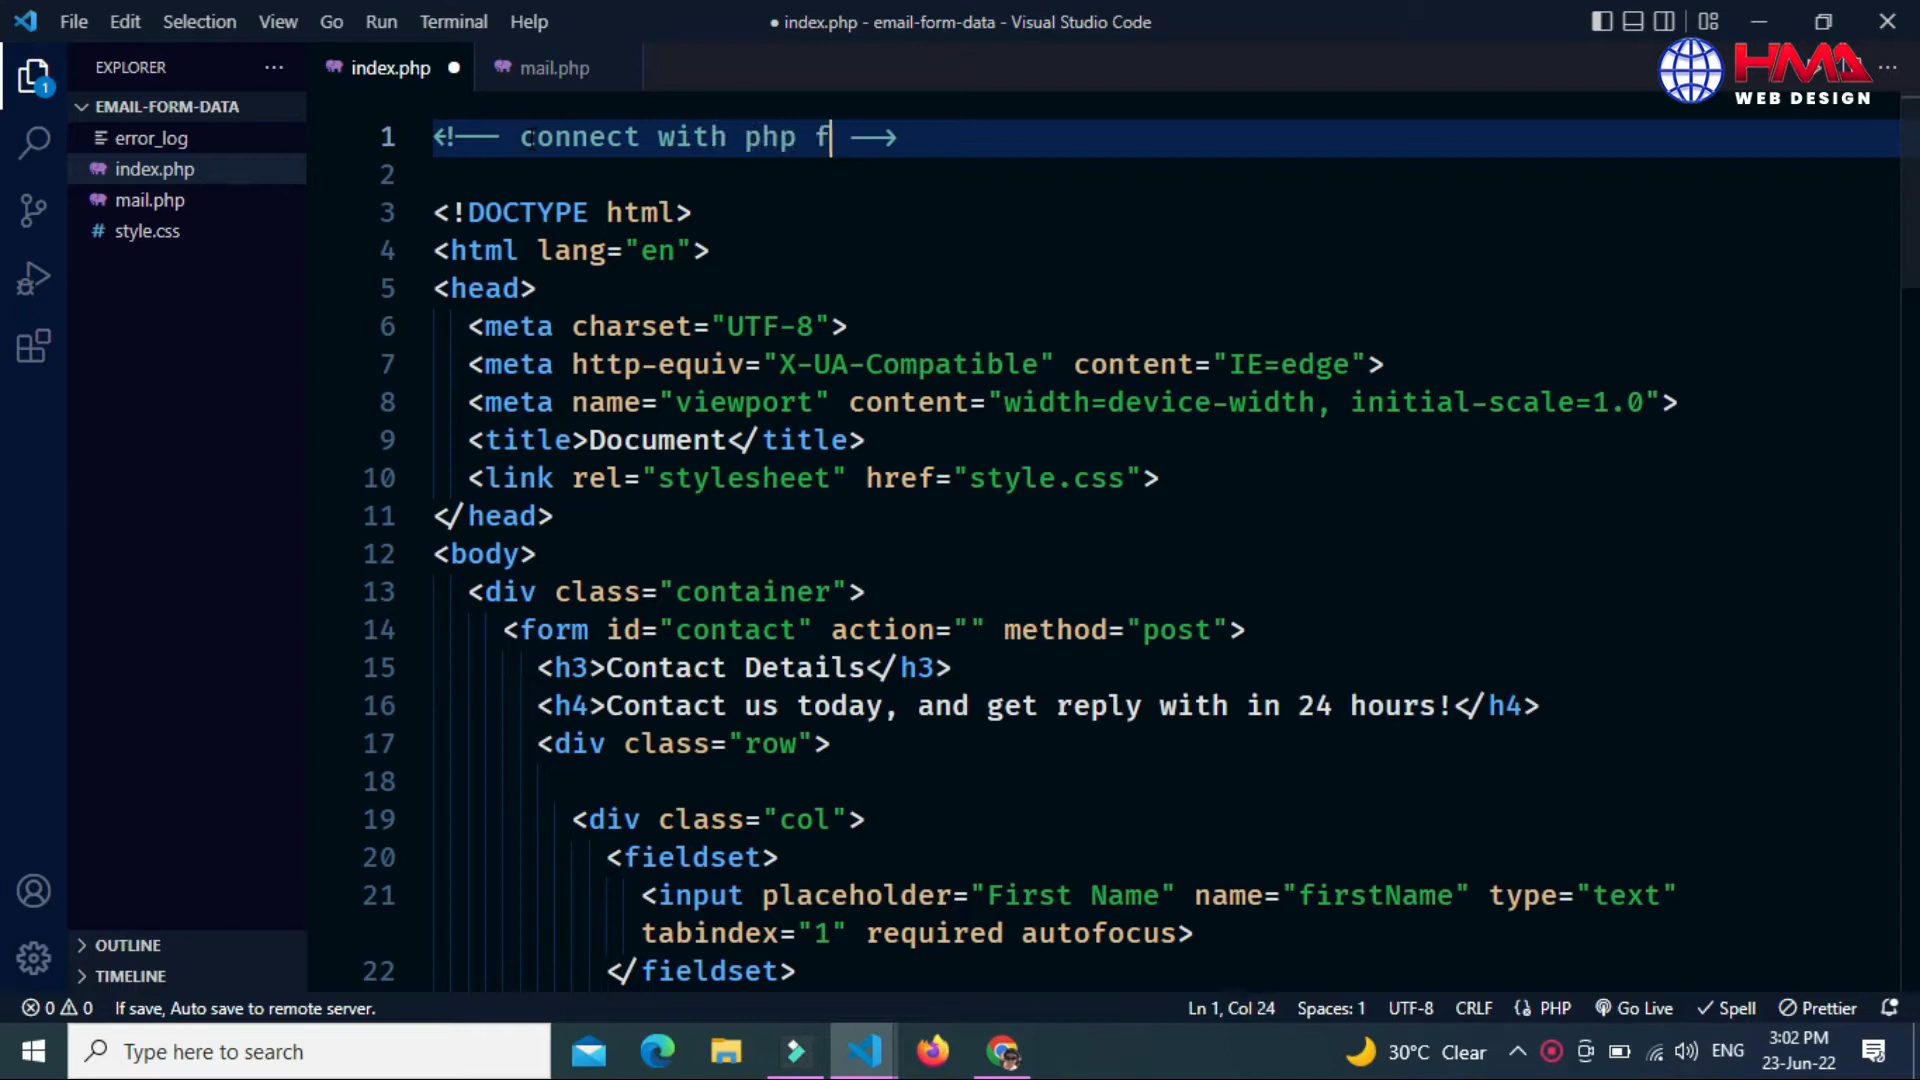 File Edit Selection View Go Run Terminal Help
● index.php - email-form-data - Visual Studio Code
HMA
WEB DESIGN
EXPLORER
1
EMAIL-FORM-DATA
error_log
index.php
mail.php
# style.css
OUTLINE
TIMELINE
index.php ●
mail.php
1 <!-- connect with php f -->
2
3 <!DOCTYPE html>
4 <html lang="en">
5 <head>
6 <meta charset="UTF-8">
7 <meta http-equiv="X-UA-Compatible" content="IE=edge">
8 <meta name="viewport" content="width=device-width, initial-scale=1.0">
9 <title>Document</title>
10 <link rel="stylesheet" href="style.css">
11 </head>
12 <body>
13 <div class="container">
14 <form id="contact" action="" method="post">
15 <h3>Contact Details</h3>
16 <h4>Contact us today, and get reply with in 24 hours!</h4>
17 <div class="row">
18
19 <div class="col">
20 <fieldset>
21 <input placeholder="First Name" name="firstName" type="text"
tabindex="1" required autofocus>
22 </fieldset>
0 0 If save, Auto save to remote server.
Ln 1, Col 24 Spaces: 1 UTF-8 CRLF PHP Go Live Spell Prettier
Type here to search
30°C Clear
ENG
3:02 PM
23-Jun-22